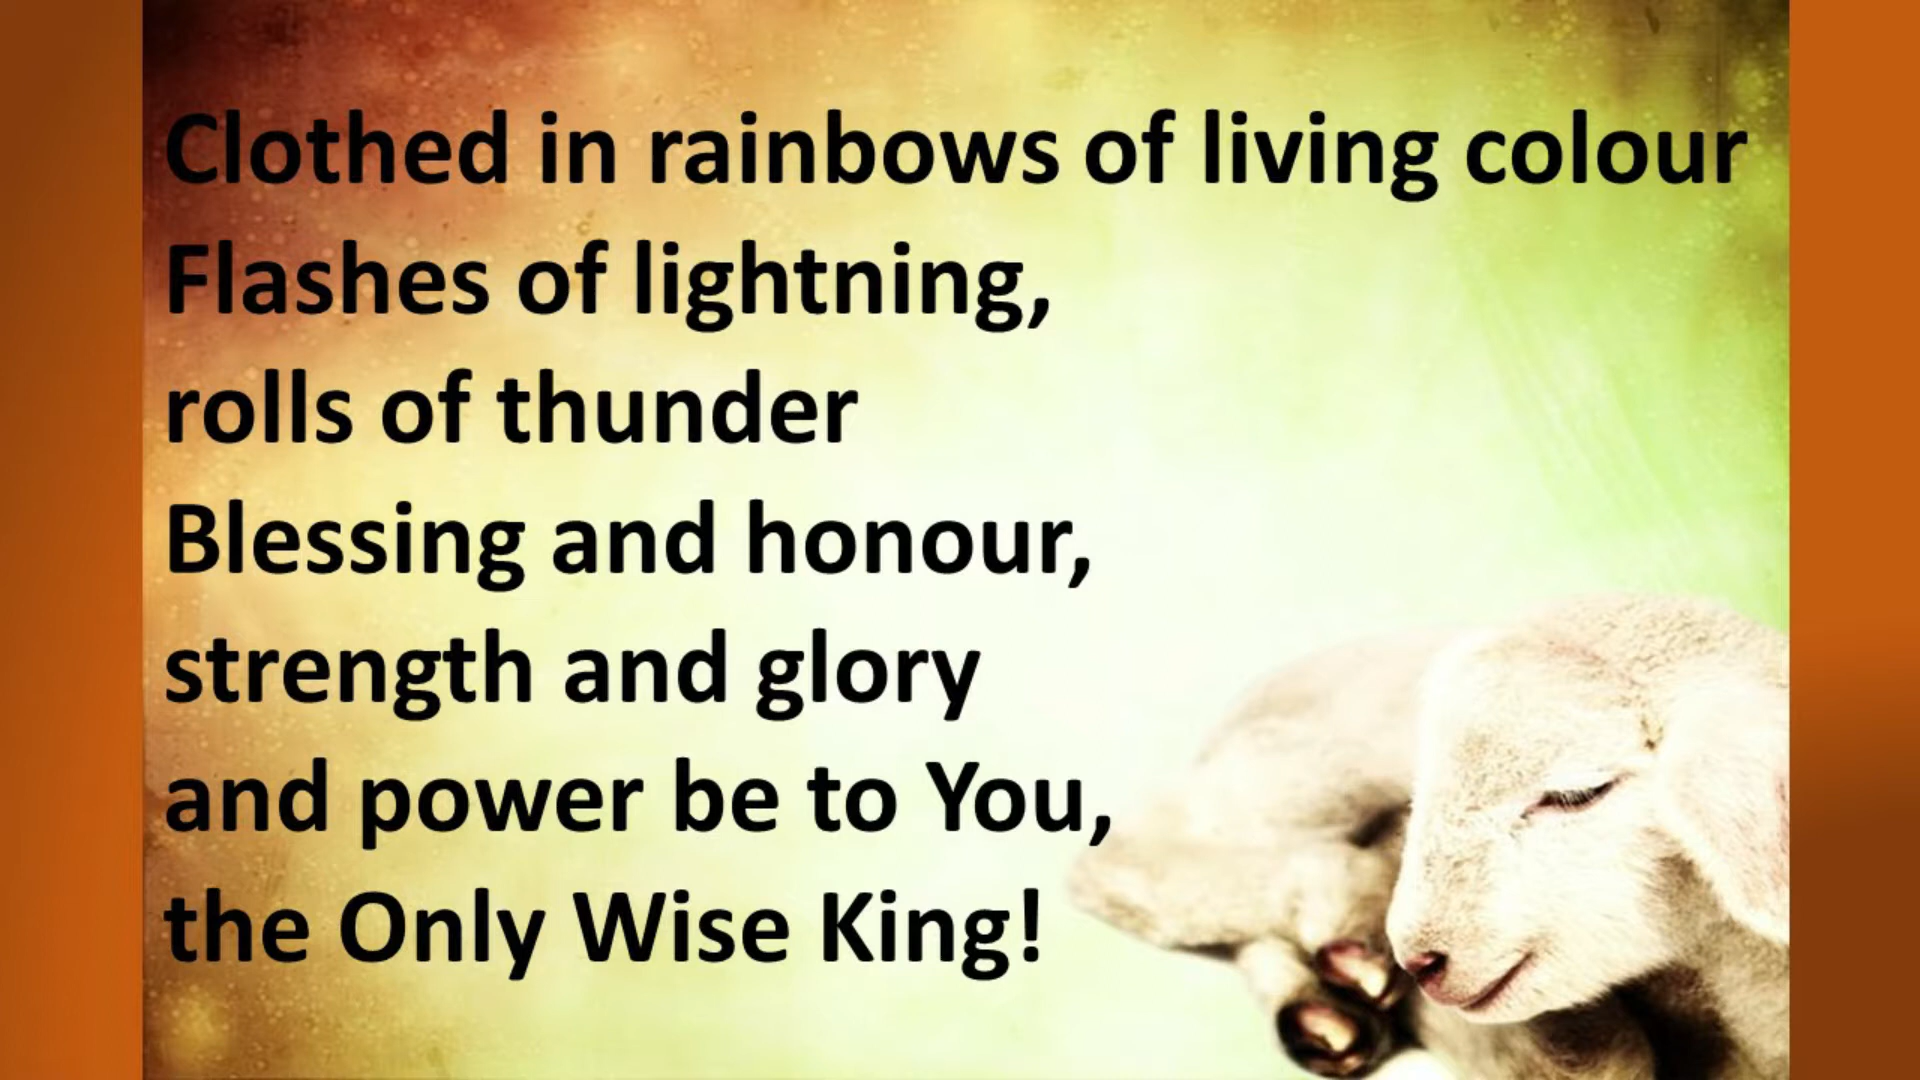 Clothed in rainbows of living colour
Flashes of lightning,
rolls of thunder
Blessing and honour,
strength and glory
and power be to You,
the Only Wise King!